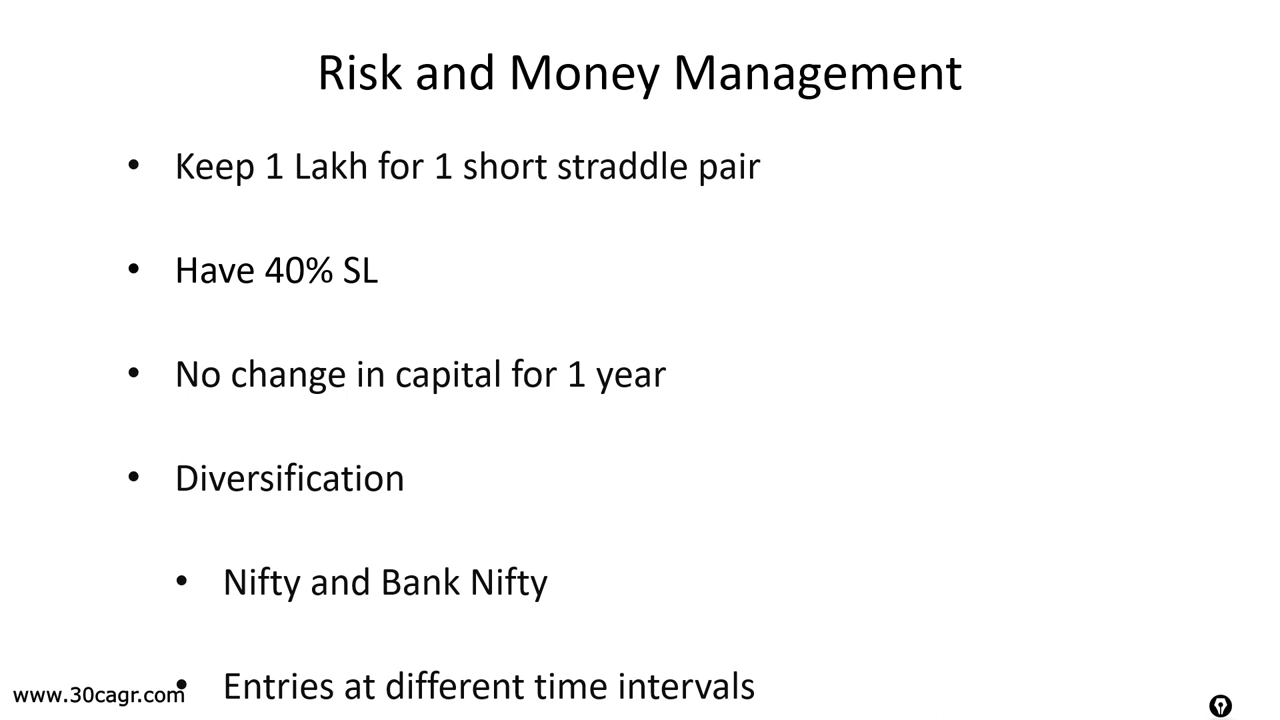 Risk and Money Management
• Keep 1 Lakh for 1 short straddle pair
• Have 40% SL
• No change in capital for 1 year
• Diversification
• Nifty and Bank Nifty
• Entries at different time intervals
www.30cagr.com